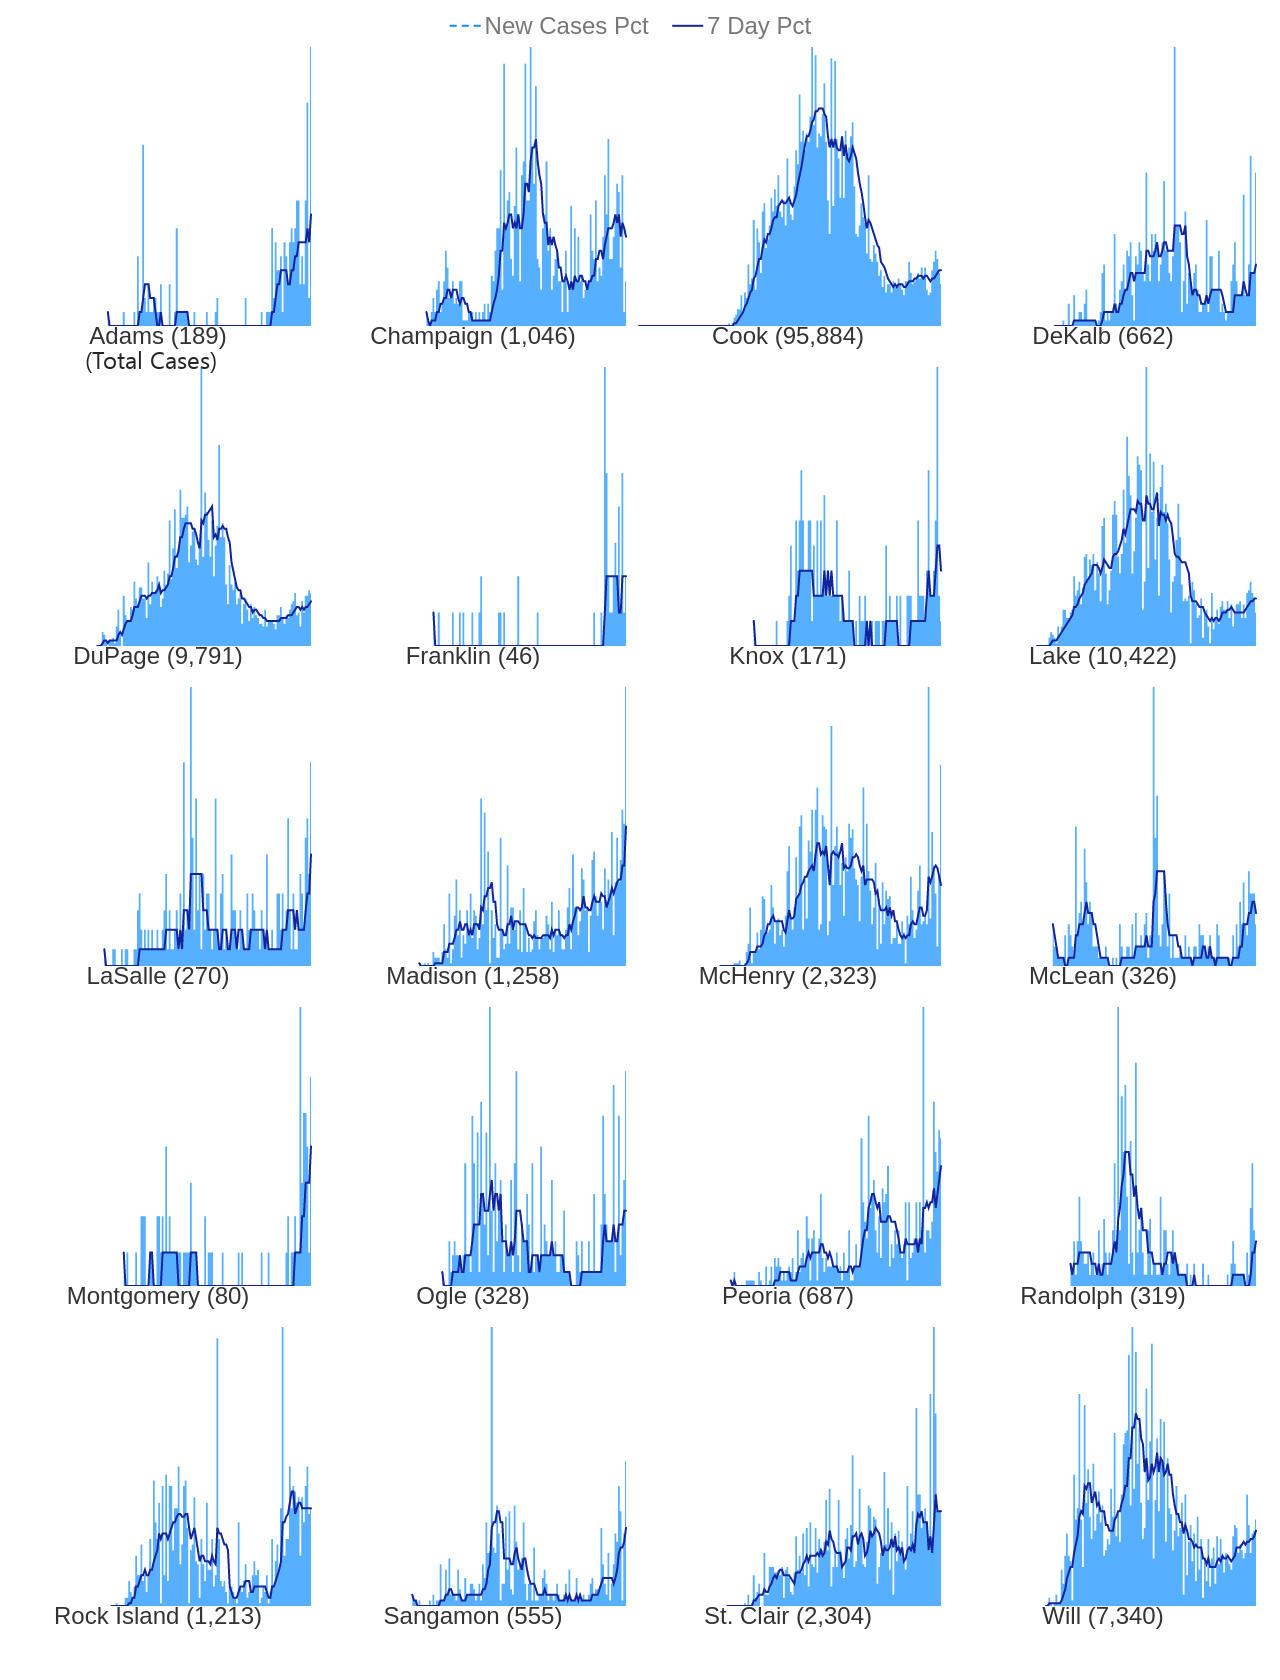 New Cases Pct 7 Day Pct
Adams (189) Champaign (1,046) Cook (95,884) DeKalb (662)
(Total Cases)
DuPage (9,791) Franklin (46) Knox (171) Lake (10,422)
LaSalle (270) Madison (1,258) McHenry (2,323) McLean (326)
Montgomery (80) Ogle (328) Peoria (687) Randolph (319)
Rock Island (1,213) Sangamon (555) St. Clair (2,304) Will (7,340)